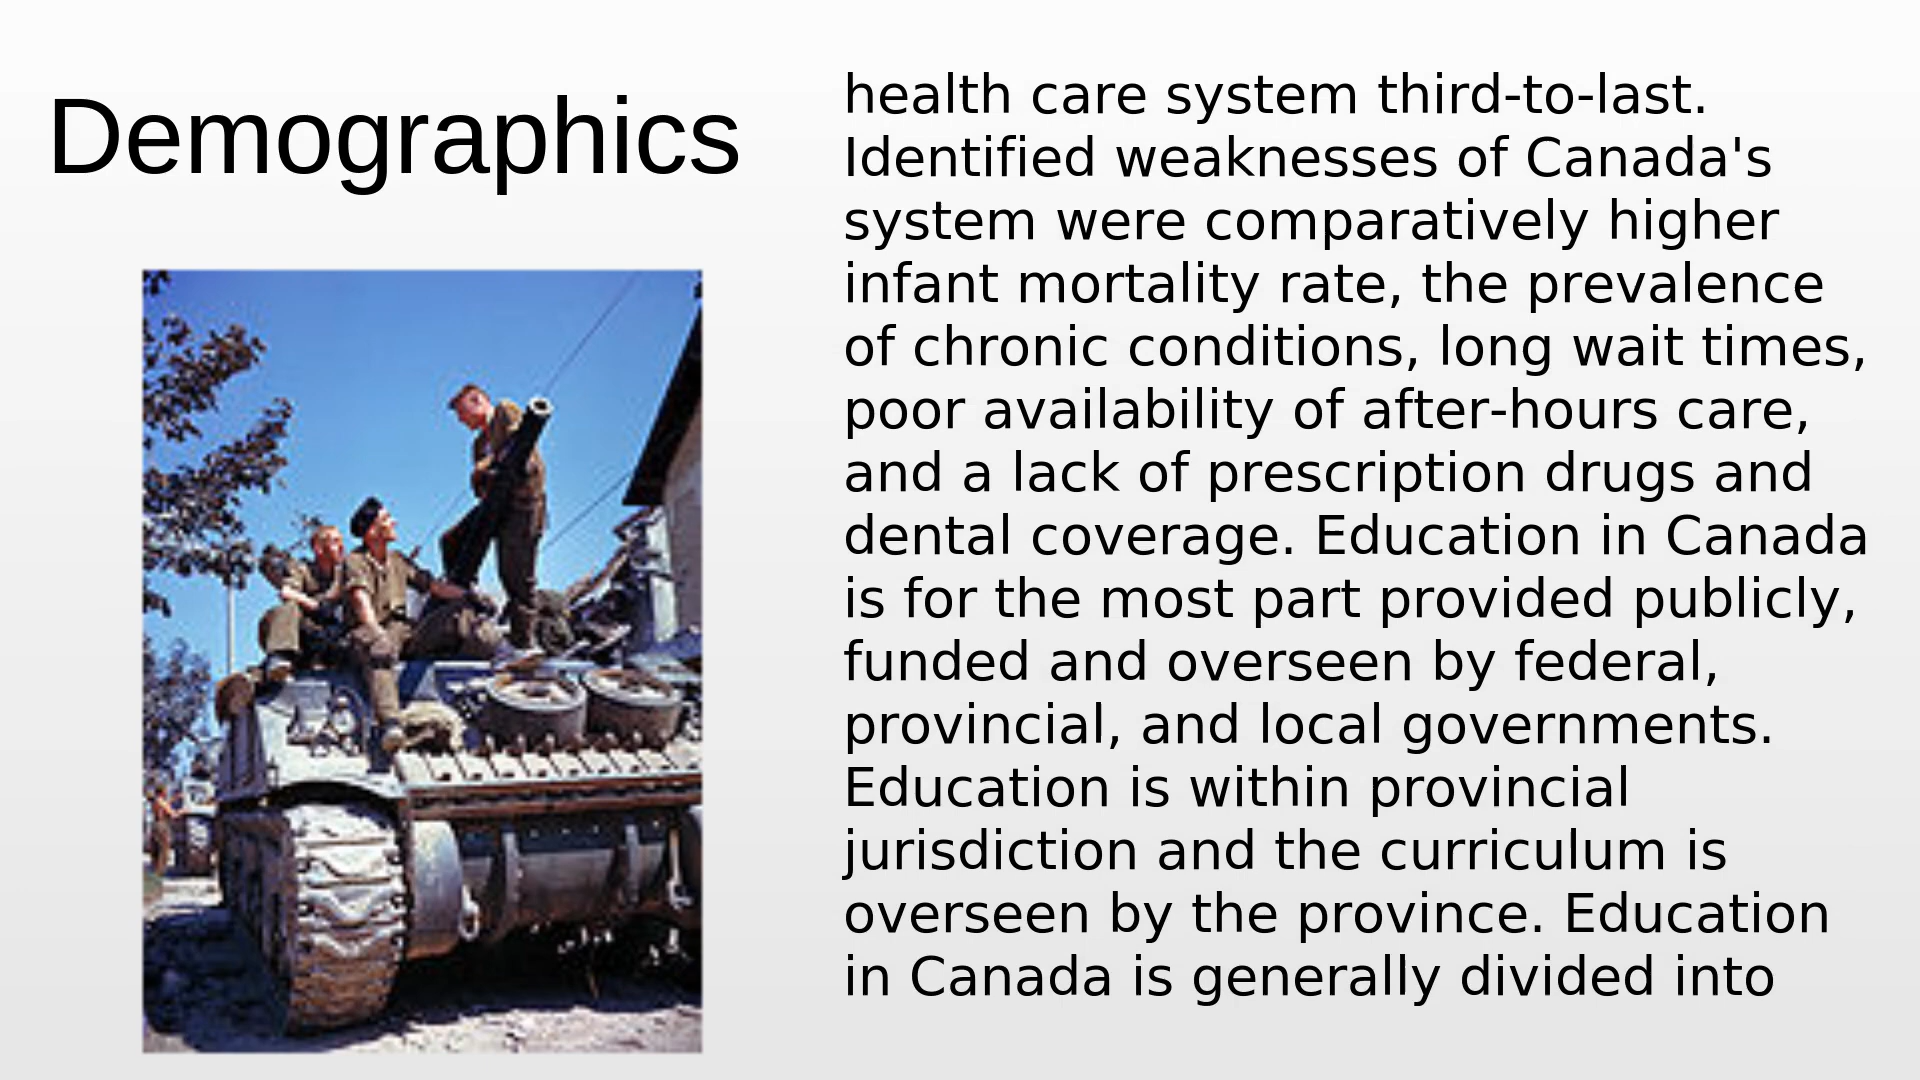 Demographics
health care system third-to-last.
Identified weaknesses of Canada's
system were comparatively higher
infant mortality rate, the prevalence
of chronic conditions, long wait times,
poor availability of after-hours care,
and a lack of prescription drugs and
dental coverage. Education in Canada
is for the most part provided publicly,
funded and overseen by federal,
provincial, and local governments.
Education is within provincial
jurisdiction and the curriculum is
overseen by the province. Education
in Canada is generally divided into